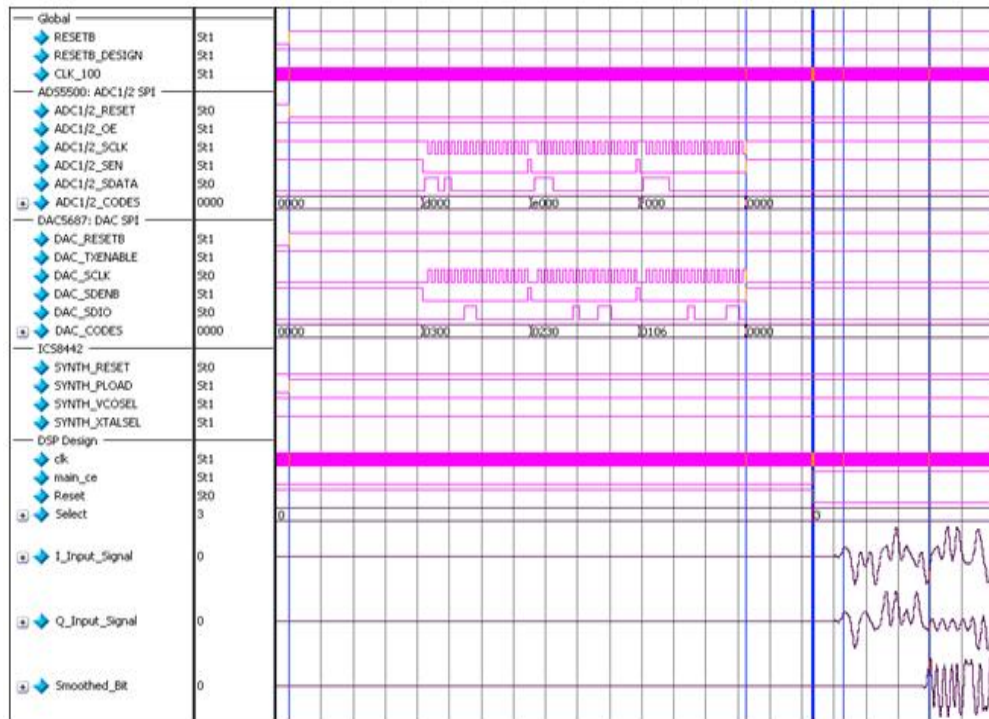 Global
RESETB St1
RESETB_DESIGN St1
CLK_100 St1
ADS5500: ADC1/2 SPI
ADC1/2_RESET St0
ADC1/2_OE St1
ADC1/2_SCLK St1
ADC1/2_SEN St1
ADC1/2_SDATA St0
ADC1/2_CODES 0000 0000 d000 e000 f000 0000
DAC5687: DAC SPI
DAC_RESETB St1
DAC_TXENABLE St1
DAC_SCLK St0
DAC_SDENB St1
DAC_SDIO St0
DAC_CODES 0000 0000 0300 0230 0106 0000
ICS8442
SYNTH_RESET St0
SYNTH_PLOAD St1
SYNTH_VCOSEL St1
SYNTH_XTALSEL St1
DSP Design
clk St1
main_ce St1
Reset St0
Select 3 0
I_Input_Signal 0
Q_Input_Signal 0
Smoothed_Bit 0